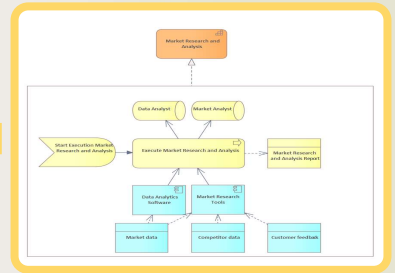 Market Research and
Analysis
Data Analyst
Market Analyst
Start Execution Market
Research and Analysis
Execute Market Research and Analysis
Market Research
and Analysis Report
Data Analytics
Software
Market Research
Tools
Market data
Competitor data
Customer feedbak